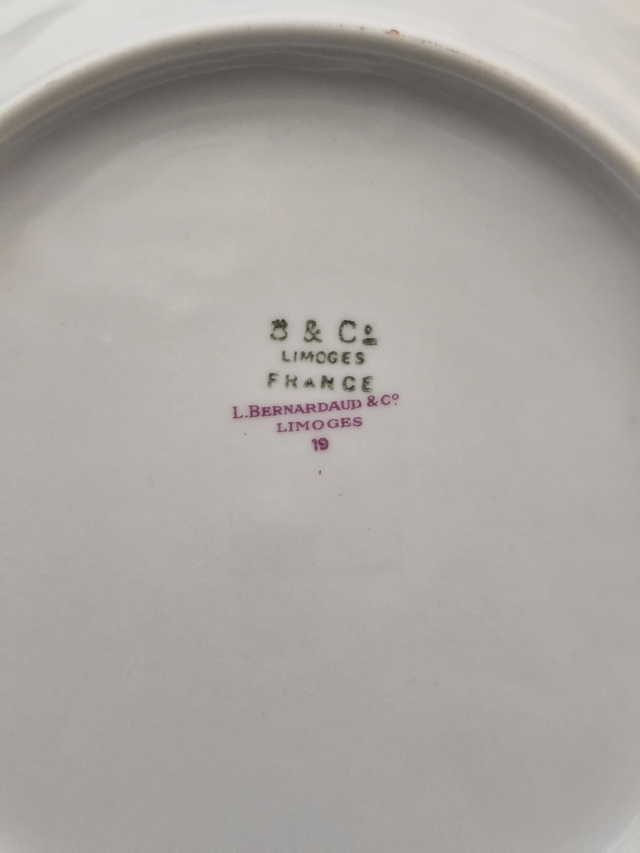 B & Cº
LIMOGES
FRANCE
L.BERNARDAUD & Cº
LIMOGES
19